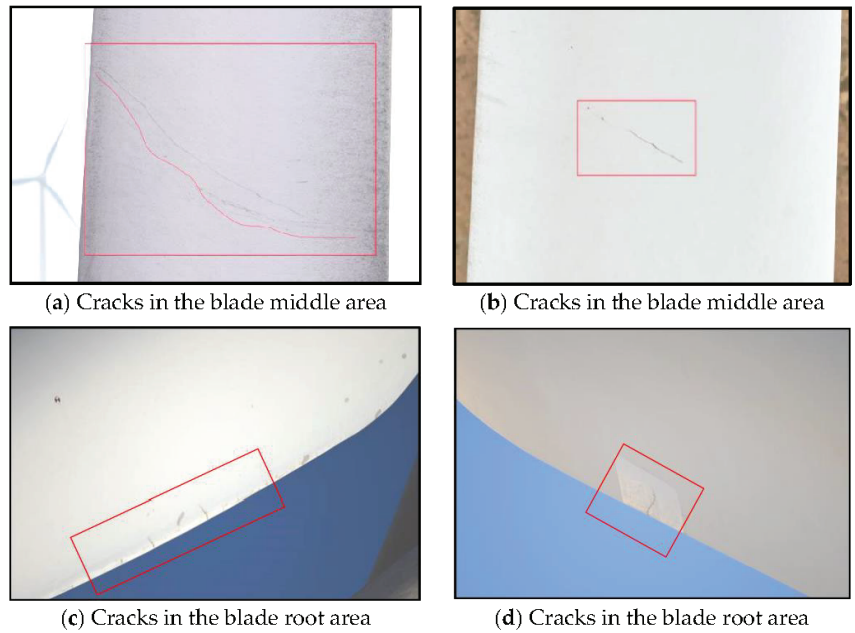 (a) Cracks in the blade middle area
(b) Cracks in the blade middle area
(c) Cracks in the blade root area
(d) Cracks in the blade root area